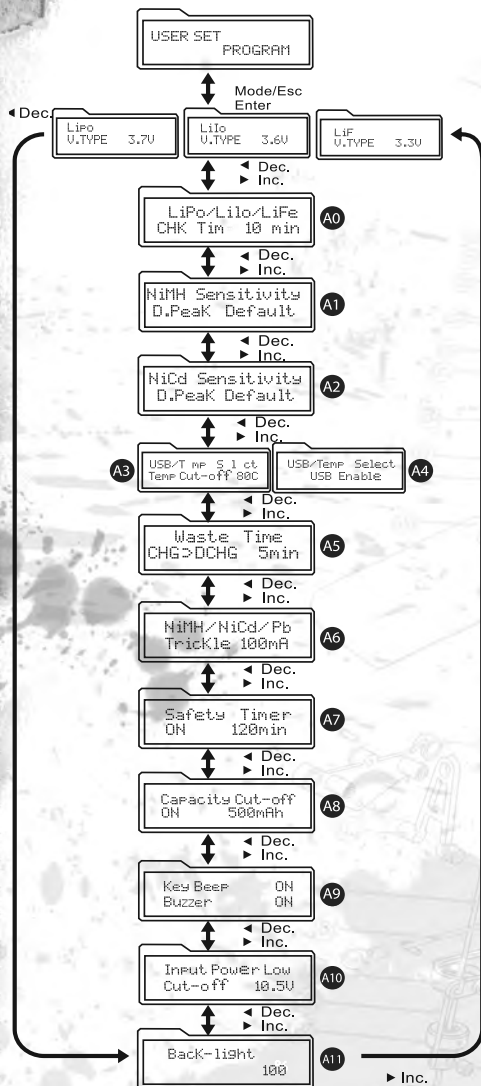 USER SET
PROGRAM
Mode/Esc
Enter
◄ Dec.
Lipo
V.TYPE 3.7V
LiIo
V.TYPE 3.6V
LiF
V.TYPE 3.3V
◄ Dec.
► Inc.
LiPo/LiIo/LiFe
CHK Tim 10 min
A0
◄ Dec.
► Inc.
NiMH Sensitivity
D.Peak Default
A1
◄ Dec.
► Inc.
NiCd Sensitivity
D.Peak Default
A2
◄ Dec.
► Inc.
A3
USB/T mp S l ct
Temp Cut-off 80C
USB/Temp Select
USB Enable
A4
◄ Dec.
► Inc.
Waste Time
CHG>DCHG 5min
A5
◄ Dec.
► Inc.
NiMH/NiCd/Pb
Trickle 100mA
A6
◄ Dec.
► Inc.
Safety Timer
ON 120min
A7
◄ Dec.
► Inc.
Capacity Cut-off
ON 500mAh
A8
◄ Dec.
► Inc.
Key Beep ON
Buzzer ON
A9
◄ Dec.
► Inc.
Input Power Low
Cut-off 10.5V
A10
◄ Dec.
► Inc.
Back-light
100
A11
► Inc.